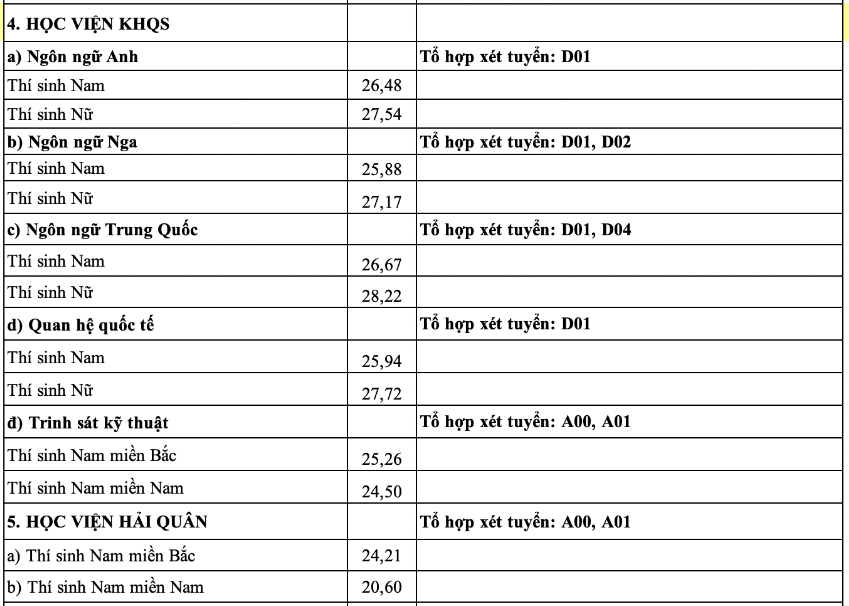 4. HỌC VIỆN KHQS
a) Ngôn ngữ Anh Tổ hợp xét tuyển: D01
Thí sinh Nam 26,48
Thí sinh Nữ 27,54
b) Ngôn ngữ Nga Tổ hợp xét tuyển: D01, D02
Thí sinh Nam 25,88
Thí sinh Nữ 27,17
c) Ngôn ngữ Trung Quốc Tổ hợp xét tuyển: D01, D04
Thí sinh Nam 26,67
Thí sinh Nữ 28,22
d) Quan hệ quốc tế Tổ hợp xét tuyển: D01
Thí sinh Nam 25,94
Thí sinh Nữ 27,72
đ) Trinh sát kỹ thuật Tổ hợp xét tuyển: A00, A01
Thí sinh Nam miền Bắc 25,26
Thí sinh Nam miền Nam 24,50
5. HỌC VIỆN HẢI QUÂN Tổ hợp xét tuyển: A00, A01
a) Thí sinh Nam miền Bắc 24,21
b) Thí sinh Nam miền Nam 20,60